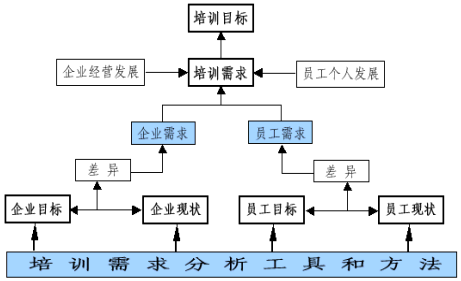 培训目标
企业经营发展
培训需求
员工个人发展
企业需求
员工需求
差 异
差 异
企业目标
企业现状
员工目标
员工现状
培 训 需 求 分 析 工 具 和 方 法